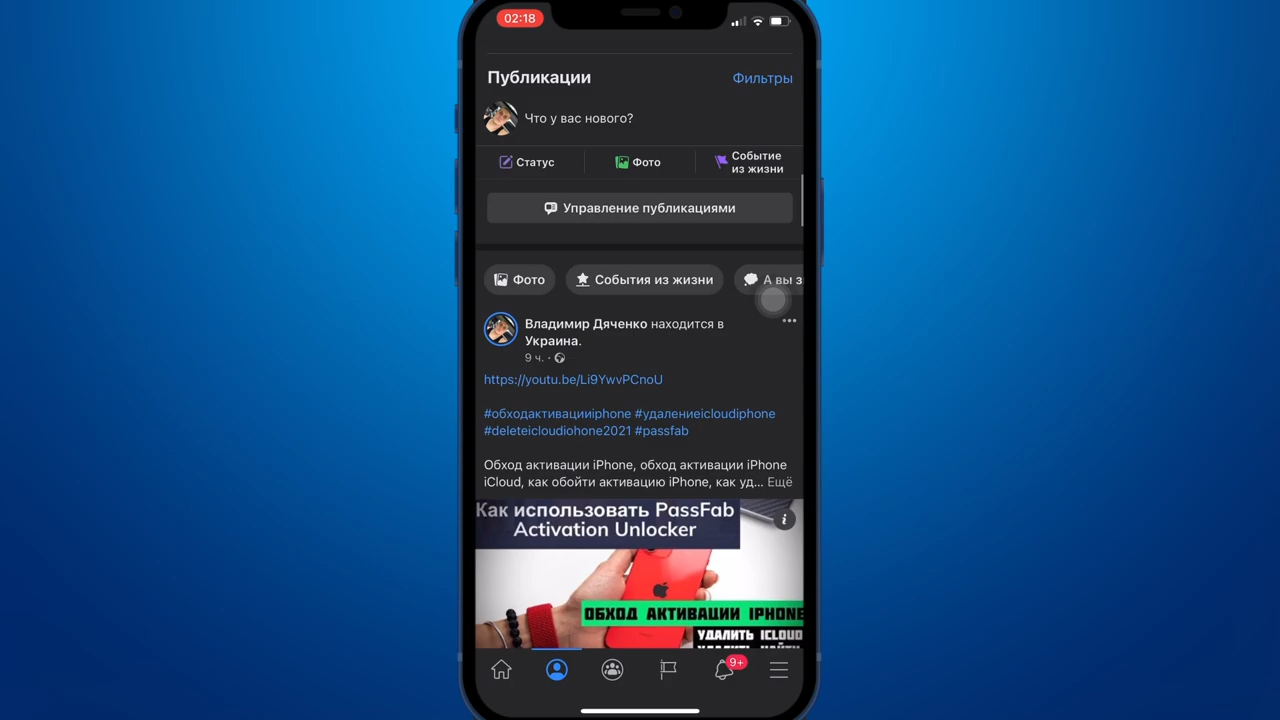 02:18
Публикации
Фильтры
Что у вас нового?
Статус
Фото
Событие
из жизни
Управление публикациями
Фото
События из жизни
А вы з
Владимир Дяченко находится в
Украина.
9 ч. ·
https://youtu.be/Li9YwvPCnoU
#обходактивацииiphone #удалениеicloudiphone
#deleteicloudiohone2021 #passfab
Обход активации iPhone, обход активации iPhone
iCloud, как обойти активацию iPhone, как уд... Ещё
Как использовать PassFab
Activation Unlocker
ОБХОД АКТИВАЦИИ IPHONE
УДАЛИТЬ ICLOUD
УДАЛИТЬ НАЙТИ
9+